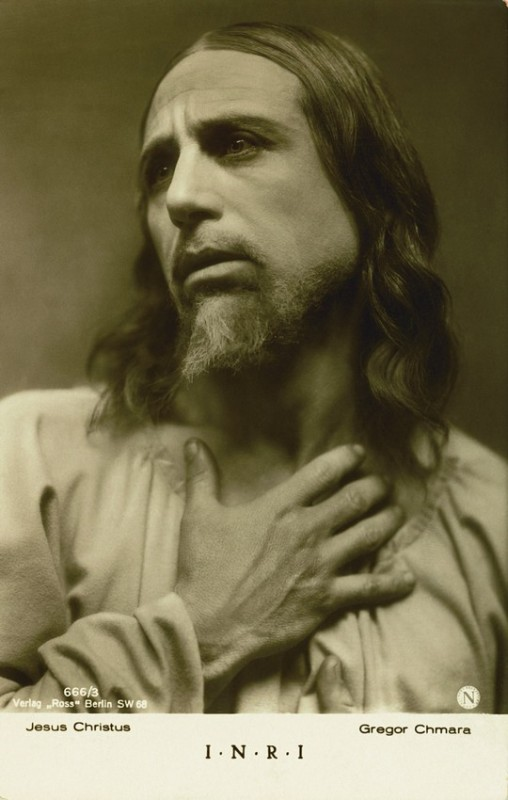 666/3
Verlag „Ross“ Berlin SW 68
N
Jesus Christus
Gregor Chmara
I·N·R·I